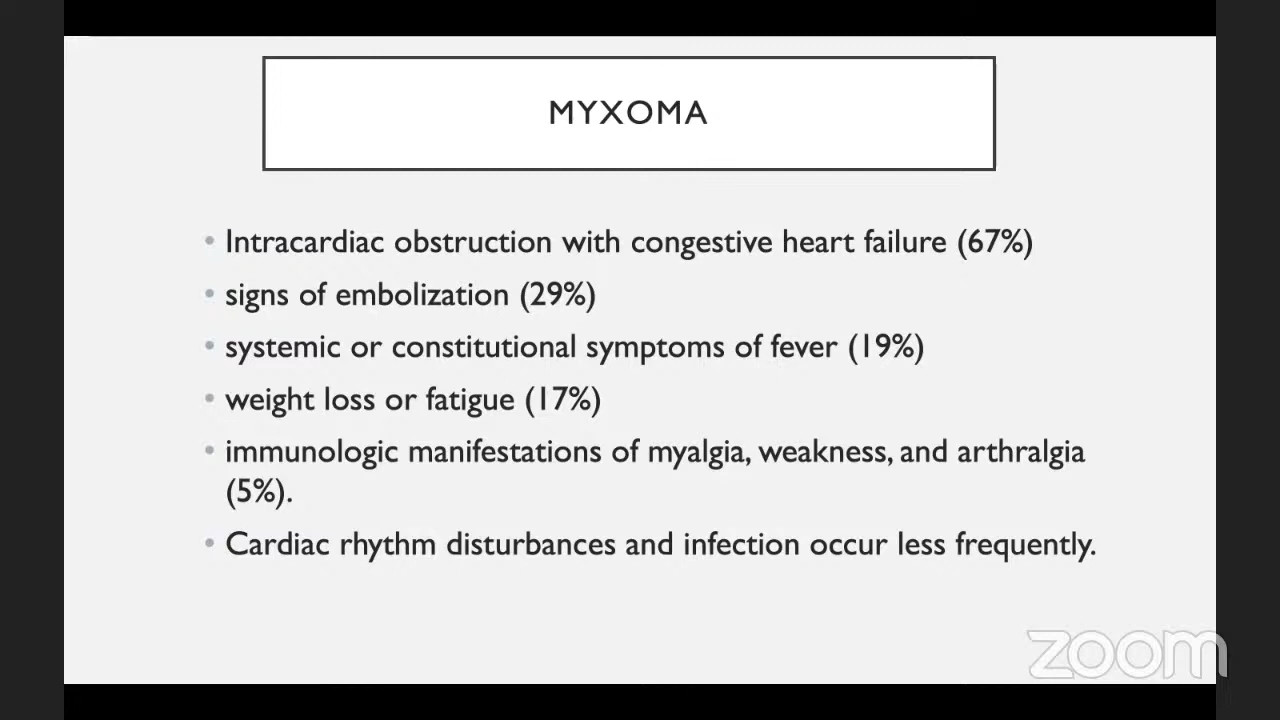 MYXOMA
• Intracardiac obstruction with congestive heart failure (67%)
• signs of embolization (29%)
• systemic or constitutional symptoms of fever (19%)
• weight loss or fatigue (17%)
• immunologic manifestations of myalgia, weakness, and arthralgia
(5%).
• Cardiac rhythm disturbances and infection occur less frequently.
zoom